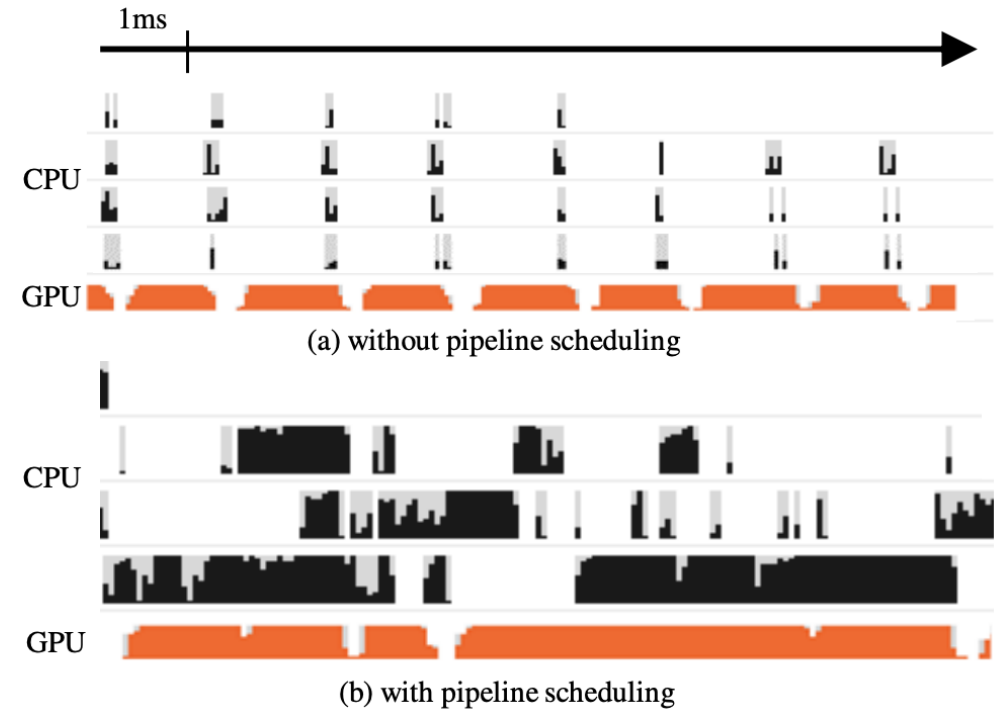 1ms
CPU
GPU
(a) without pipeline scheduling
CPU
GPU
(b) with pipeline scheduling